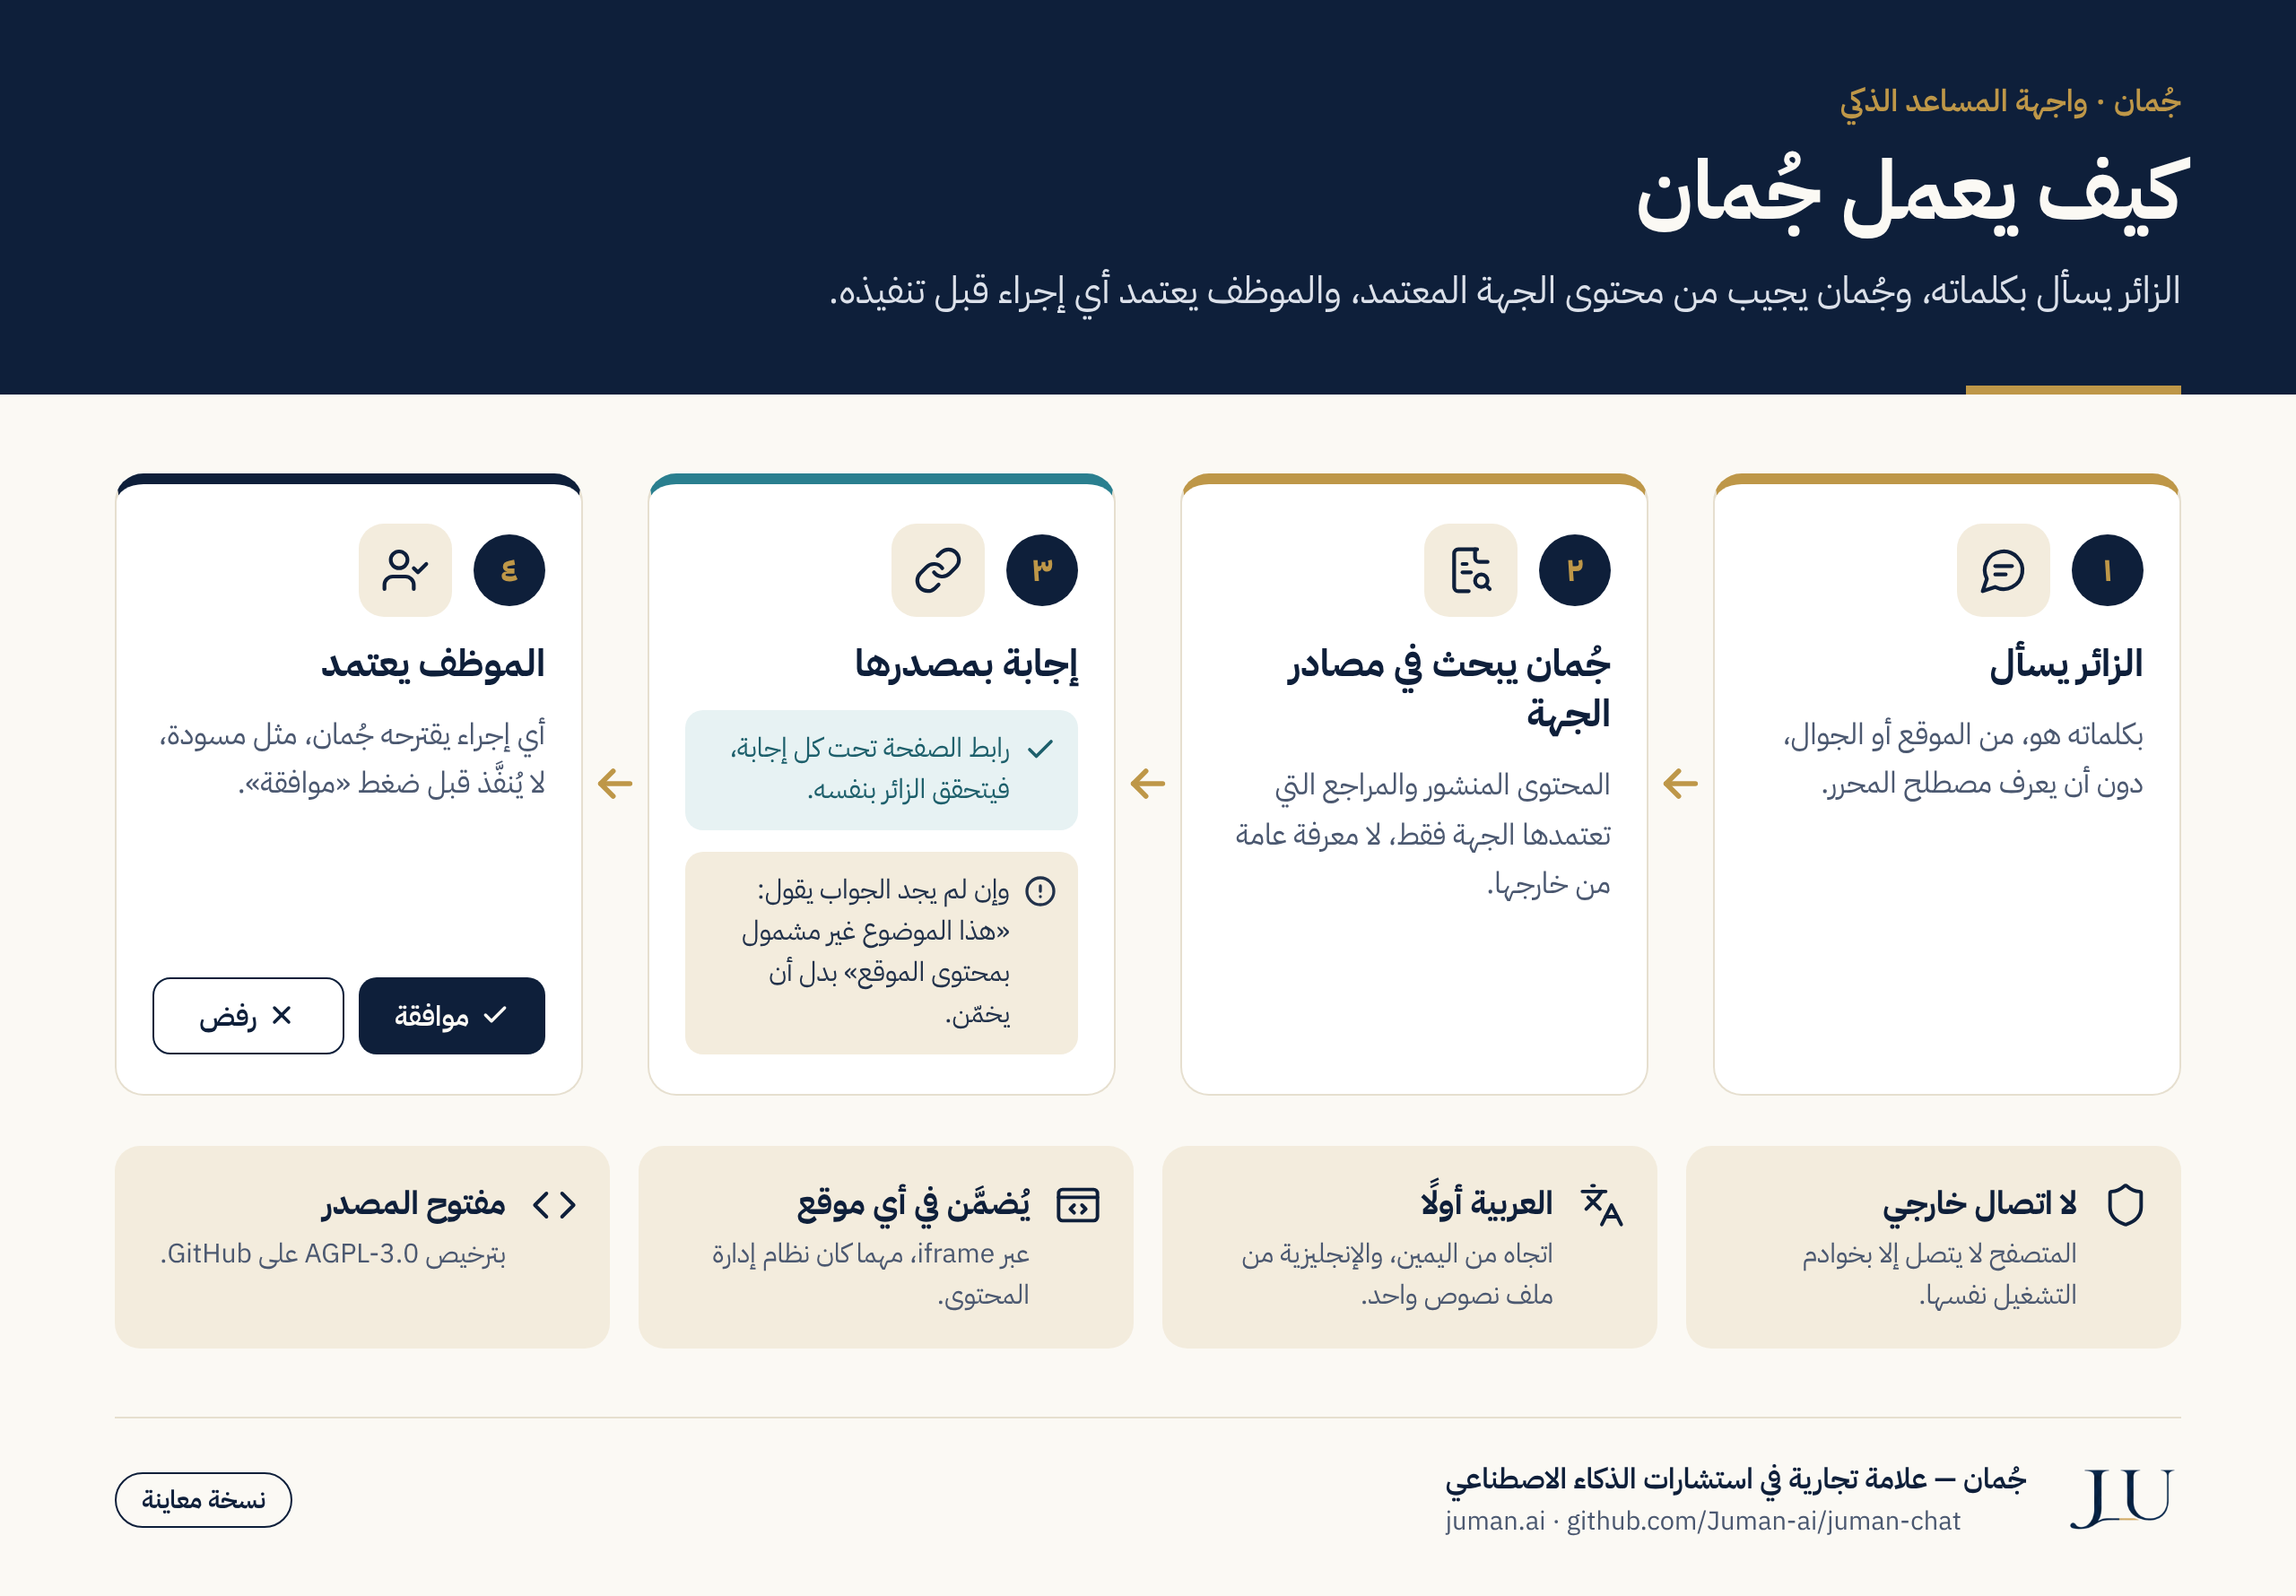 جُمان · واجهة المساعد الذكي
كيف يعمل جُمان
الزائر يسأل بكلماته، وجُمان يجيب من محتوى الجهة المعتمد، والموظف يعتمد أي إجراء قبل تنفيذه.
١
الزائر يسأل
بكلماته هو، من الموقع أو الجوال،
دون أن يعرف مصطلح المحرر.
٢
جُمان يبحث في مصادر
الجهة
المحتوى المنشور والمراجع التي
تعتمدها الجهة فقط، لا معرفة عامة
من خارجها.
٣
إجابة بمصدرها
رابط الصفحة تحت كل إجابة،
فيتحقق الزائر بنفسه.
وإن لم يجد الجواب يقول:
«هذا الموضوع غير مشمول
بمحتوى الموقع» بدل أن
يخمّن.
٤
الموظف يعتمد
أي إجراء يقترحه جُمان، مثل مسودة،
لا يُنفَّذ قبل ضغط «موافقة».
موافقة
رفض
لا اتصال خارجي
المتصفح لا يتصل إلا بخوادم
التشغيل نفسها.
العربية أولًا
اتجاه من اليمين، والإنجليزية من
ملف نصوص واحد.
يُضمَّن في أي موقع
عبر iframe، مهما كان نظام إدارة
المحتوى.
مفتوح المصدر
بترخيص AGPL-3.0 على GitHub.
JU
جُمان — علامة تجارية في استشارات الذكاء الاصطناعي
juman.ai · github.com/Juman-ai/juman-chat
نسخة معاينة